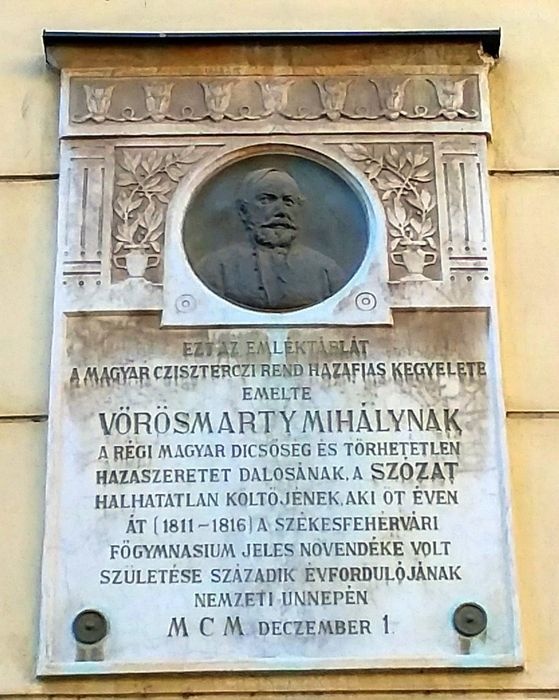 EZT AZ EMLÉKTÁBLÁT
A MAGYAR CZISZTERCZI REND HAZAFIAS KEGYELETE
EMELTE
VÖRÖSMARTY MIHÁLYNAK
A RÉGI MAGYAR DICSŐSÉG ÉS TÖRHETETLEN
HAZASZERETET DALOSÁNAK, A SZÓZAT
HALHATATLAN KÖLTŐJÉNEK, AKI ÖT ÉVEN
ÁT (1811-1816) A SZÉKESFEHÉRVÁRI
FŐGYMNASIUM JELES NÖVENDÉKE VOLT
SZÜLETÉSE SZÁZADIK ÉVFORDULÓJÁNAK
NEMZETI ÜNNEPÉN
MCM DECZEMBER 1.